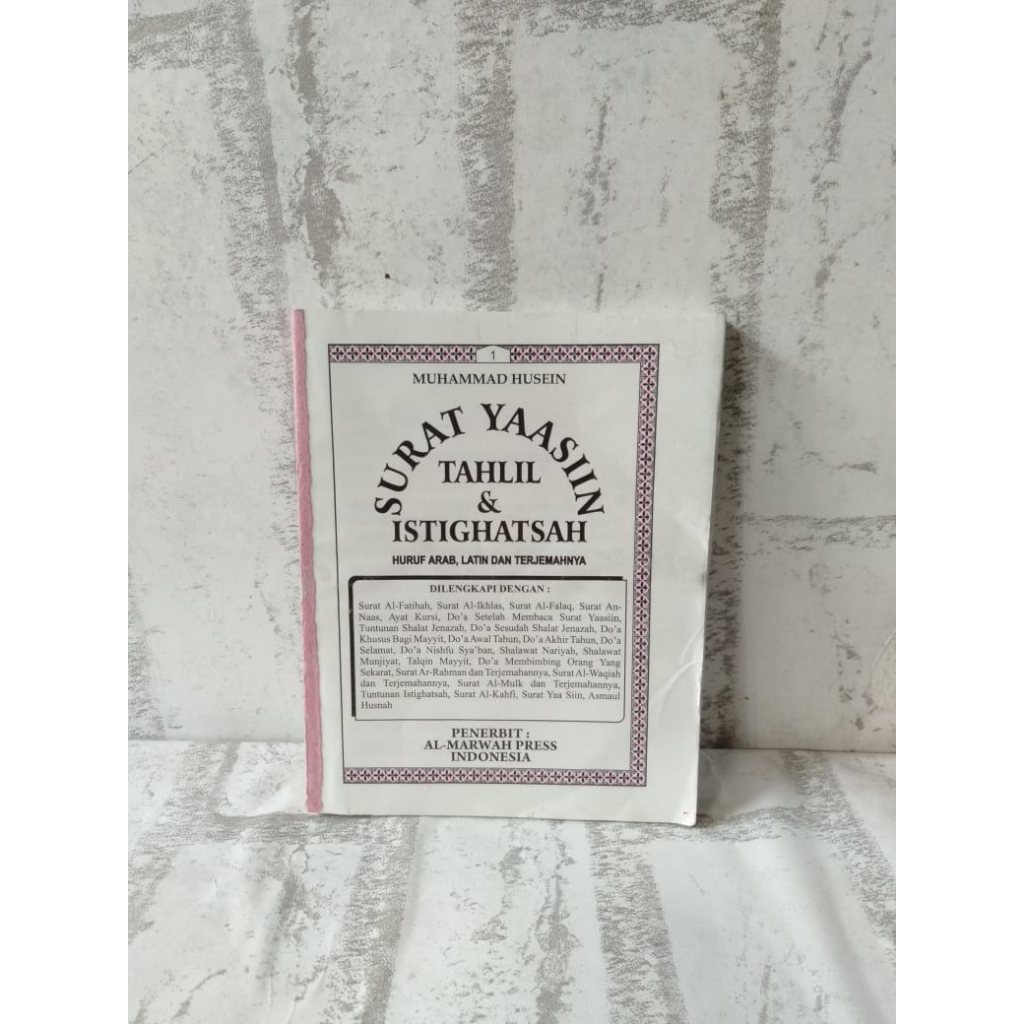 1
MUHAMMAD HUSEIN
SURAT YAASIIN
TAHLIL
&
ISTIGHATSAH
HURUF ARAB, LATIN DAN TERJEMAHNYA
DILENGKAPI DENGAN :
Surat Al-Fatihah, Surat Al-Ikhlas, Surat Al-Falaq, Surat An-
Naas, Ayat Kursi, Do'a Setelah Membaca Surat Yaasiin,
Tuntunan Shalat Jenazah, Do'a Sesudah Shalat Jenazah, Do'a
Khusus Bagi Mayyit, Do'a Awal Tahun, Do'a Akhir Tahun, Do'a
Selamat, Do'a Nishfu Sya'ban, Shalawat Nariyah, Shalawat
Munjiyat, Talqin Mayyit, Do'a Membimbing Orang Yang
Sekarat, Surat Ar-Rahman dan Terjemahannya, Surat Al-Waqiah
dan Terjemahannya, Surat Al-Mulk dan Terjemahannya,
Tuntunan Istighatsah, Surat Al-Kahfi, Surat Yaa Siin, Asmaul
Husnah
PENERBIT :
AL-MARWAH PRESS
INDONESIA